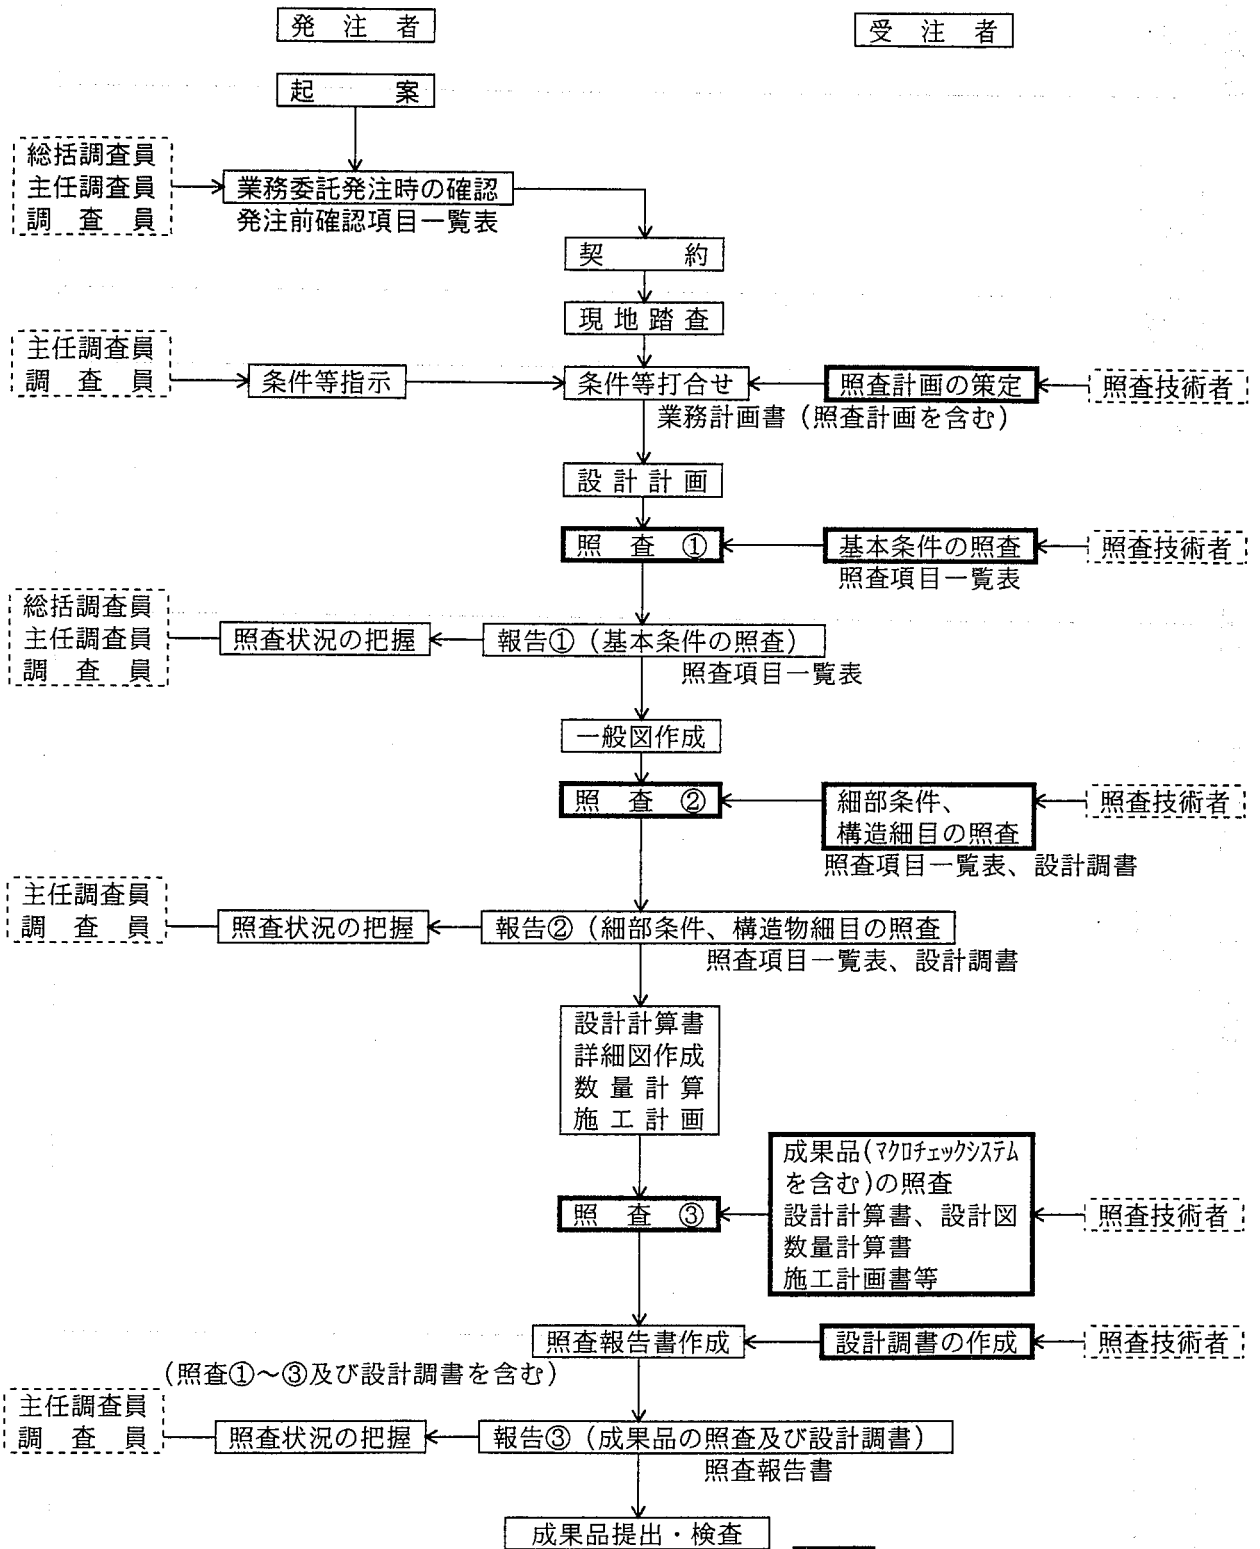 発注者
受注者
起案
総括調査員
主任調査員
調査員
業務委託発注時の確認
発注前確認項目一覧表
契約
現地踏査
主任調査員
調査員
条件等指示
条件等打合せ
照査計画の策定
照査技術者
業務計画書（照査計画を含む）
設計計画
照査①
基本条件の照査
照査技術者
照査項目一覧表
総括調査員
主任調査員
調査員
照査状況の把握
報告①（基本条件の照査）
照査項目一覧表
一般図作成
照査②
細部条件、
構造細目の照査
照査技術者
照査項目一覧表、設計調書
主任調査員
調査員
照査状況の把握
報告②（細部条件、構造物細目の照査
照査項目一覧表、設計調書
設計計算書
詳細図作成
数量計算
施工計画
照査③
成果品(ﾏｸﾛﾁｪｯｸｼｽﾃﾑ
を含む)の照査
設計計算書、設計図
数量計算書
施工計画書等
照査技術者
照査報告書作成
設計調書の作成
照査技術者
(照査①～③及び設計調書を含む)
主任調査員
調査員
照査状況の把握
報告③（成果品の照査及び設計調書）
照査報告書
成果品提出・検査